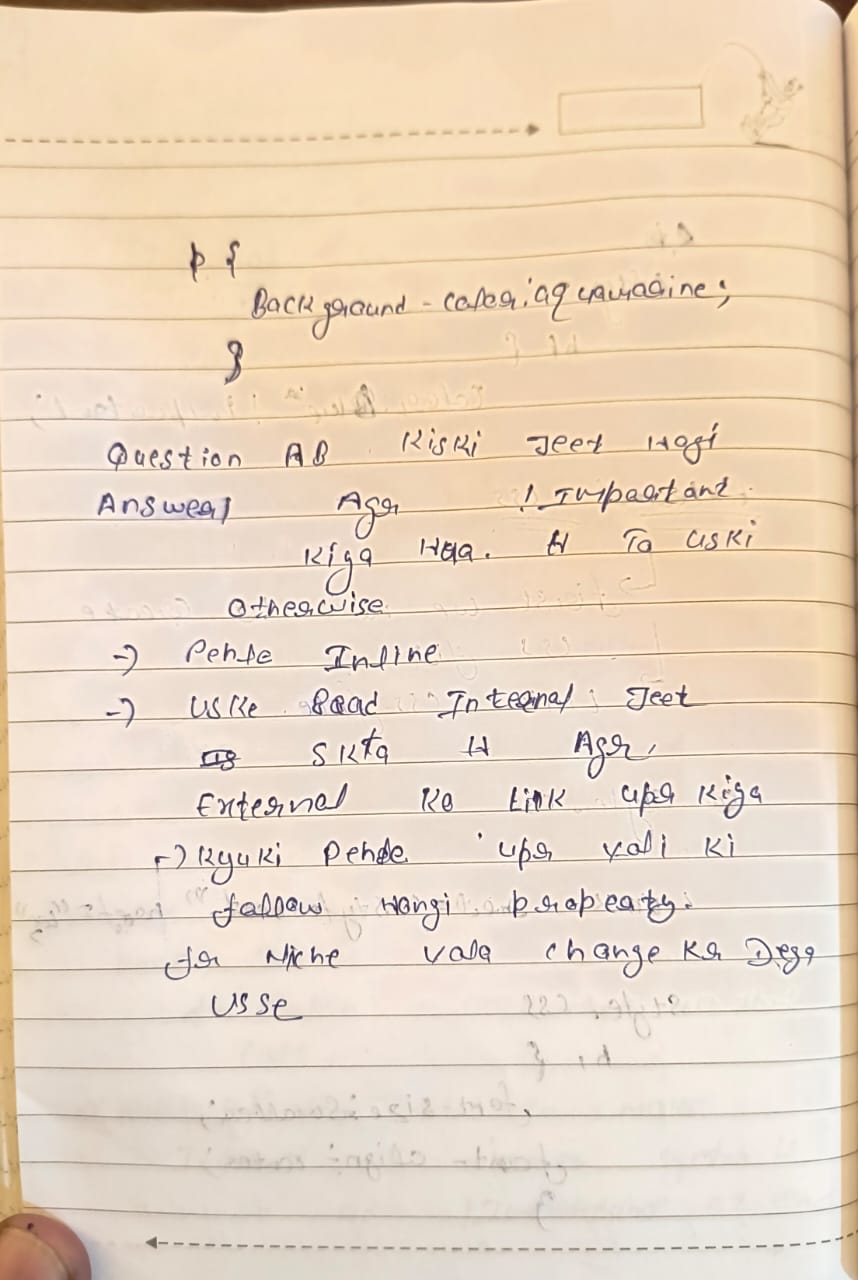 p {
Background-color: aquamarine;
}
Question AB Kiski Jeet Hogi
Answer Agr ! Important
Kiya Hua. H To uski
Otherwise
-> Pehle Inline
-> uske Baad Internal Jeet
Skta H Agr
External Ko Link upr Kiya
-> Kyuki Pehle upr vali ki
follow Hongi property.
fir Niche vala change Kr Dega
Usse